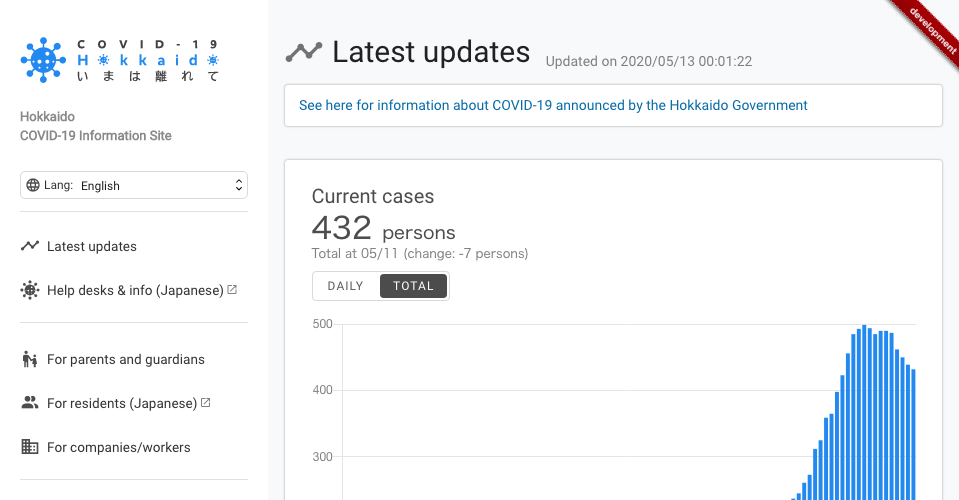 COVID-19
Hokkaido
いまは離れて
Hokkaido
COVID-19 Information Site
Lang: English
Latest updates
Help desks & info (Japanese)
For parents and guardians
For residents (Japanese)
For companies/workers
development
Latest updates Updated on 2020/05/13 00:01:22
See here for information about COVID-19 announced by the Hokkaido Government
Current cases
432 persons
Total at 05/11 (change: -7 persons)
DAILY TOTAL
500
400
300